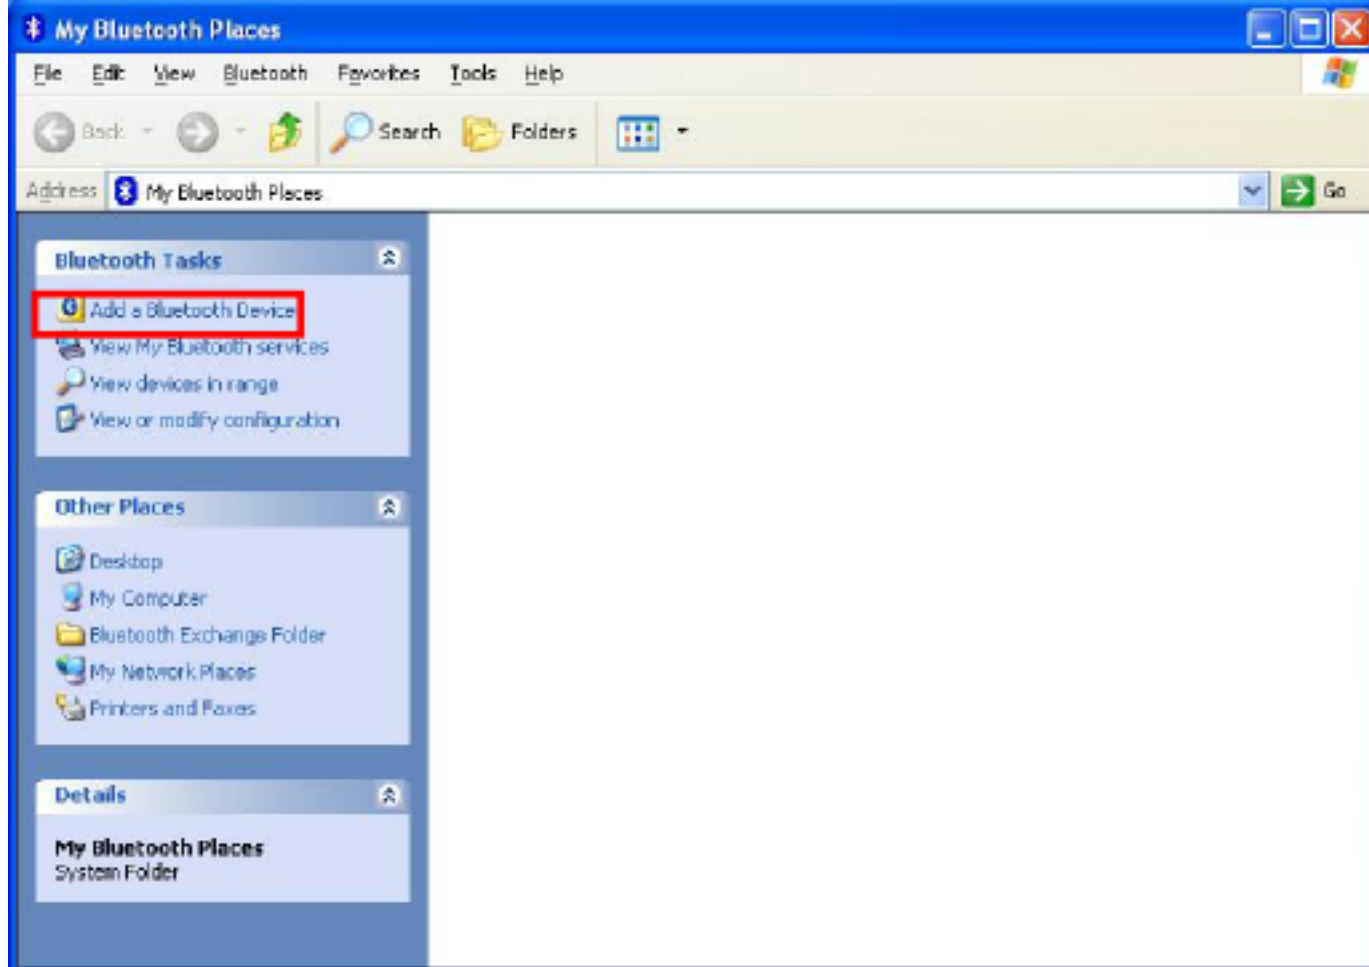 My Bluetooth Places
File Edit View Bluetooth Favorites Tools Help
Back Search Folders
Address My Bluetooth Places Go
Bluetooth Tasks
Add a Bluetooth Device
View My Bluetooth services
View devices in range
View or modify configuration
Other Places
Desktop
My Computer
Bluetooth Exchange Folder
My Network Places
Printers and Faxes
Details
My Bluetooth Places
System Folder